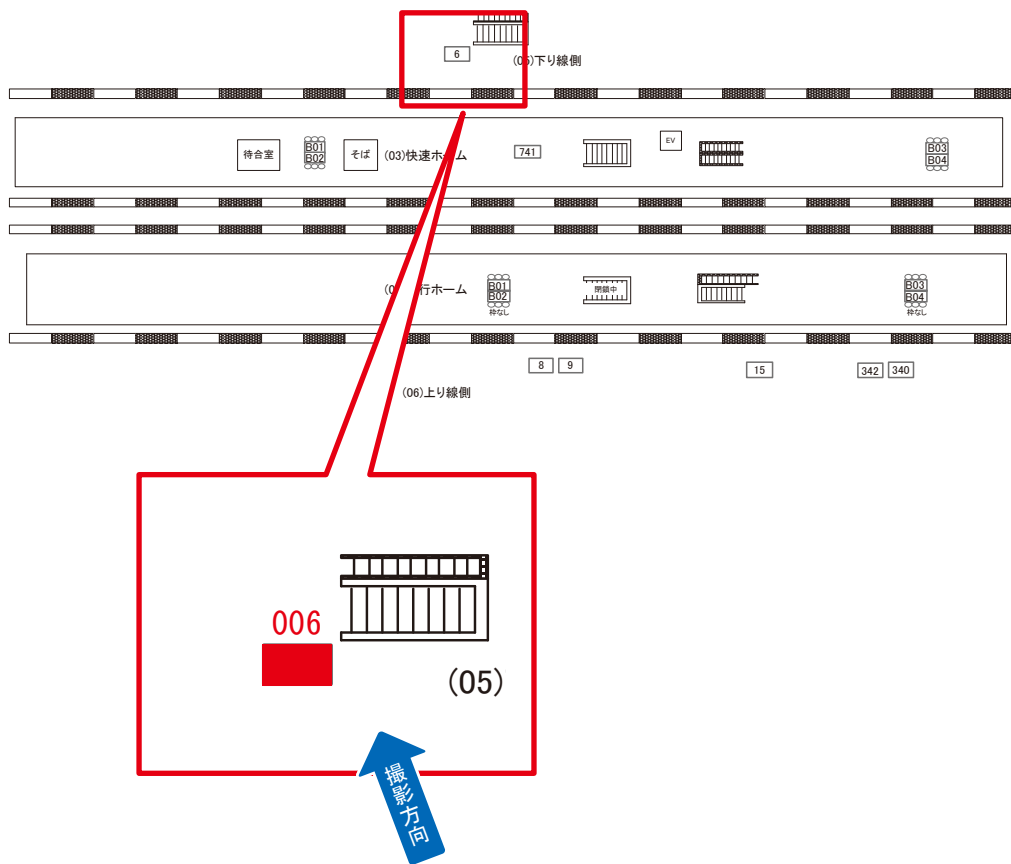 6
(05)下り線側
待合室
B01
B02
そば
(03)快速ホーム
741
EV
B03
B04
(0
行ホーム
B01
B02
枠なし
閉鎖中
B03
B04
枠なし
8
9
15
342
340
(06)上り線側
006
(05)
撮影方向